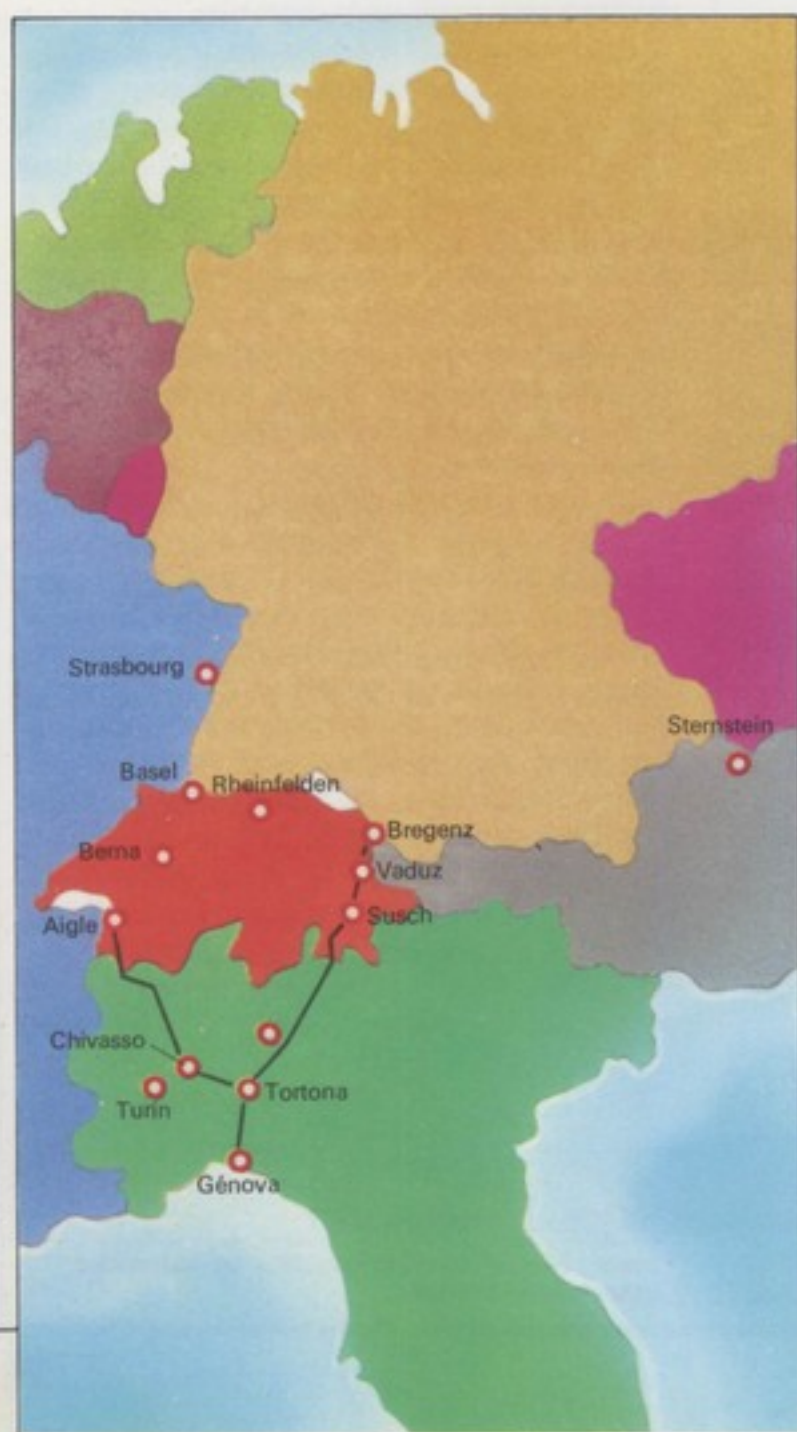 Strasbourg
Sternstein
Basel
Rheinfelden
Bregenz
Berna
Vaduz
Susch
Aigle
Chivasso
Tortona
Turin
Génova